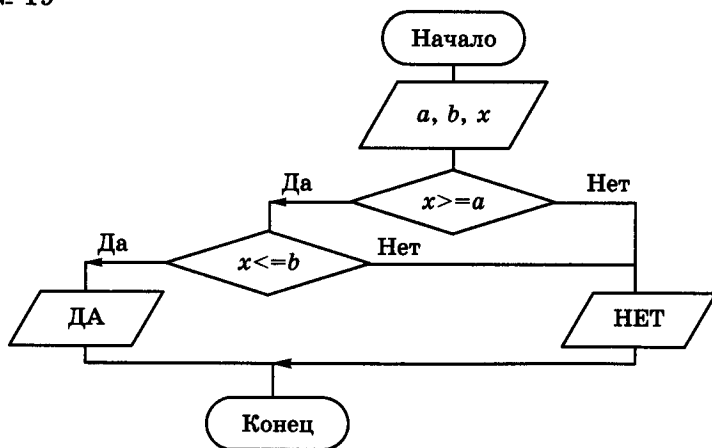 № 19
Начало
a, b, x
Да
x>=a
Нет
Да
x<=b
Нет
ДА
НЕТ
Конец